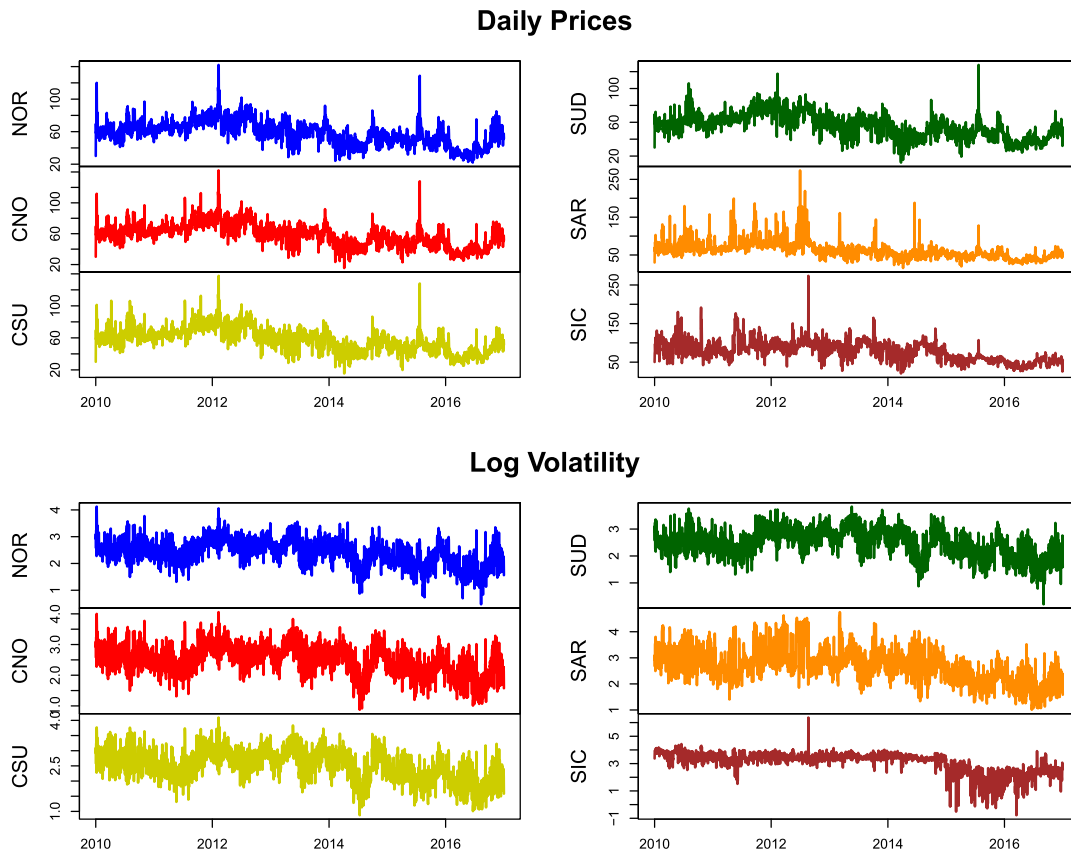 Daily Prices
NOR
20 60 100
CNO
20 60 100
CSU
20 60 100
2010 2012 2014 2016
SUD
20 60 100
SAR
50 150 250
SIC
50 150 250
2010 2012 2014 2016
Log Volatility
NOR
1 2 3 4
CNO
1.0 2.0 3.0 4.0
CSU
1.0 2.5 4.0
2010 2012 2014 2016
SUD
1 2 3
SAR
1 2 3 4
SIC
−1 1 3 5
2010 2012 2014 2016